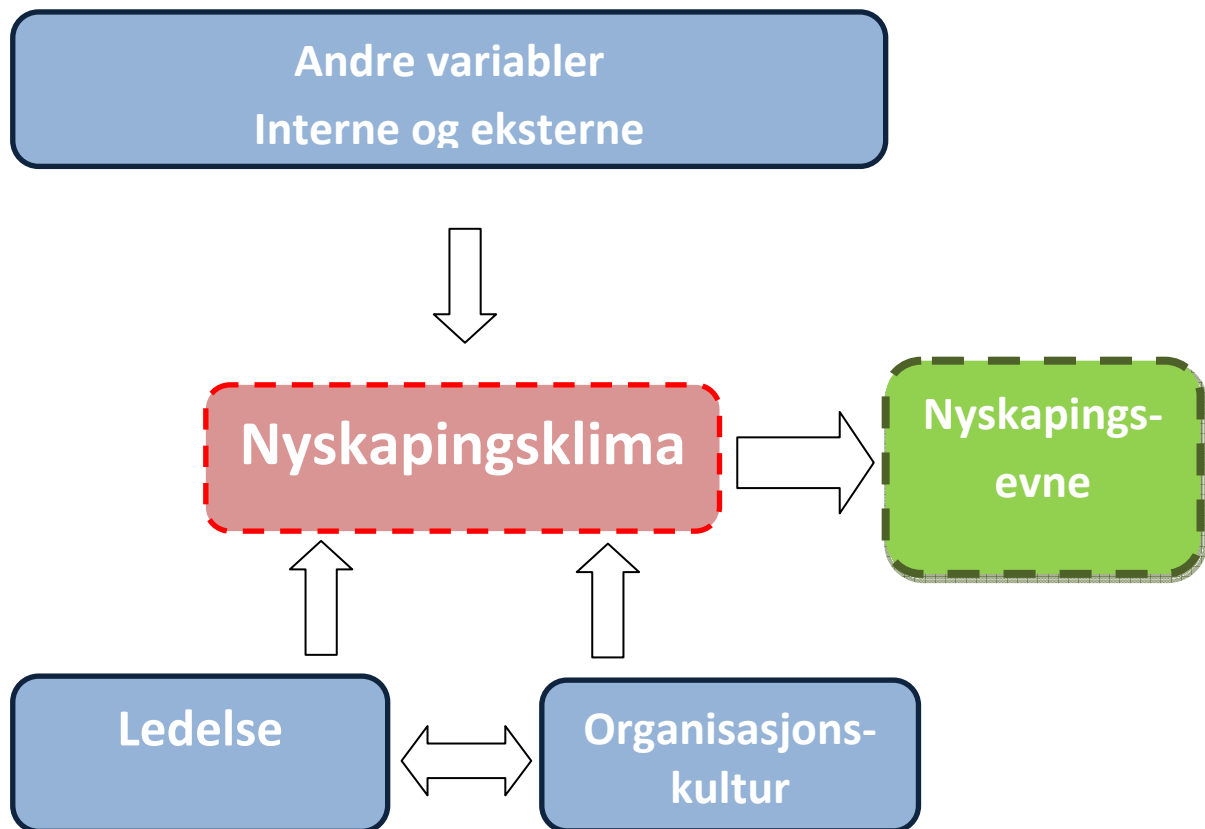 Andre variabler
Interne og eksterne
Nyskapingsklima
Nyskapings-
evne
Ledelse
Organisasjons-
kultur